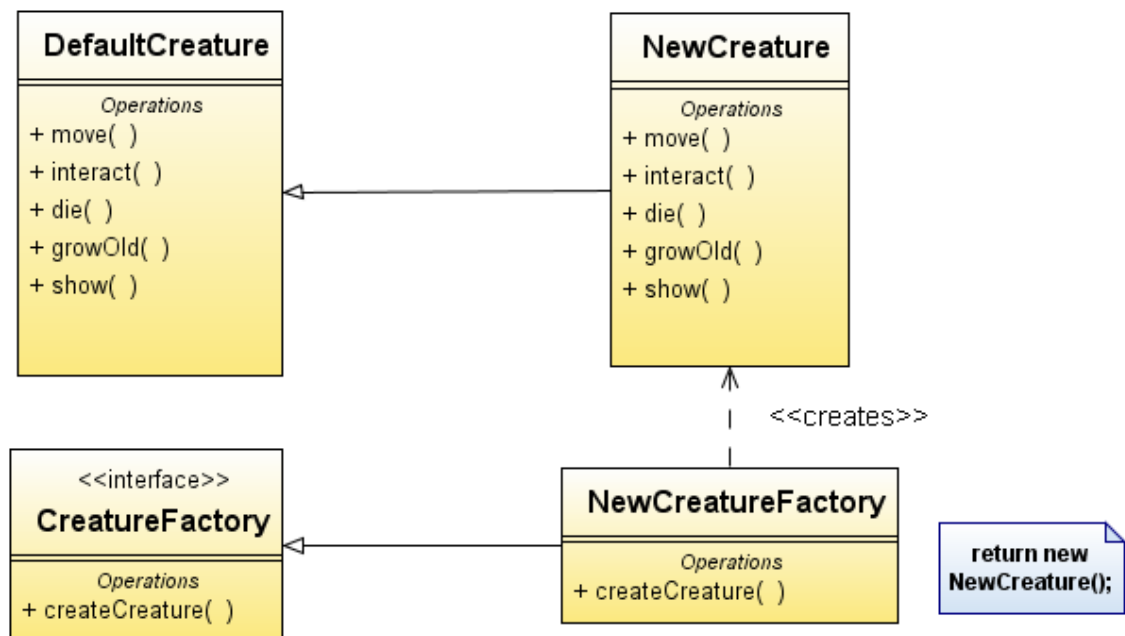 DefaultCreature
Operations
+ move( )
+ interact( )
+ die( )
+ growOld( )
+ show( )
NewCreature
Operations
+ move( )
+ interact( )
+ die( )
+ growOld( )
+ show( )
<<creates>>
<<interface>>
CreatureFactory
Operations
+ createCreature( )
NewCreatureFactory
Operations
+ createCreature( )
return new
NewCreature();